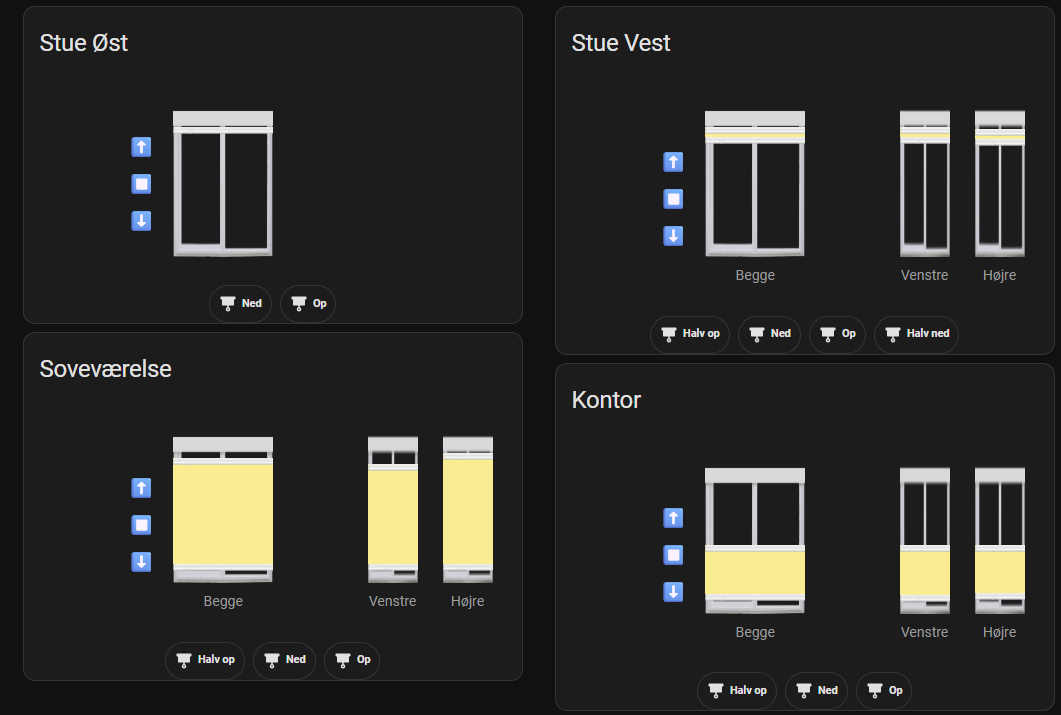 Stue Øst
Ned Op
Stue Vest
Begge Venstre Højre
Halv op Ned Op Halv ned
Soveværelse
Begge Venstre Højre
Halv op Ned Op
Kontor
Begge Venstre Højre
Halv op Ned Op